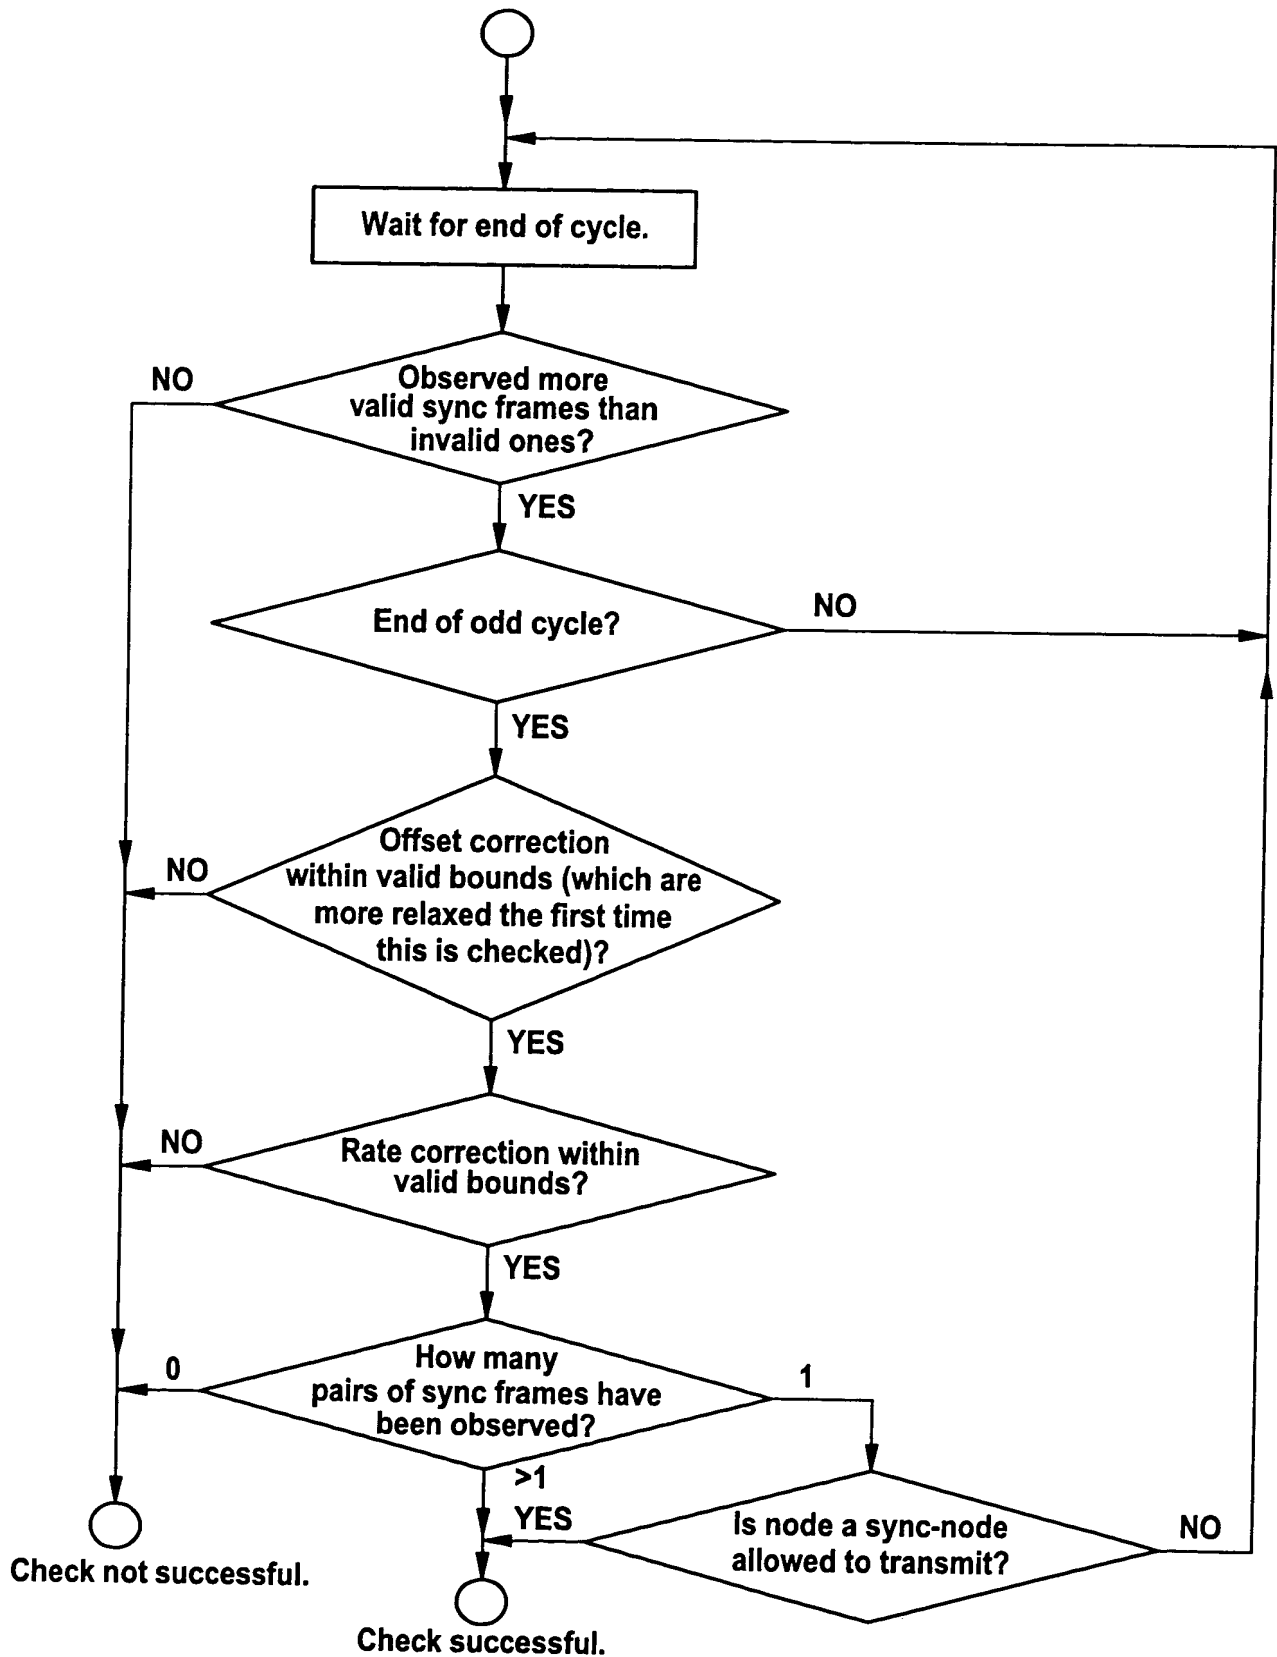 Wait for end of cycle.
NO
Observed more
valid sync frames than
invalid ones?
YES
End of odd cycle?
NO
YES
Offset correction
within valid bounds (which are
more relaxed the first time
this is checked)?
NO
YES
Rate correction within
valid bounds?
NO
YES
How many
pairs of sync frames have
been observed?
0
1
>1
YES
Is node a sync-node
allowed to transmit?
NO
Check not successful.
Check successful.